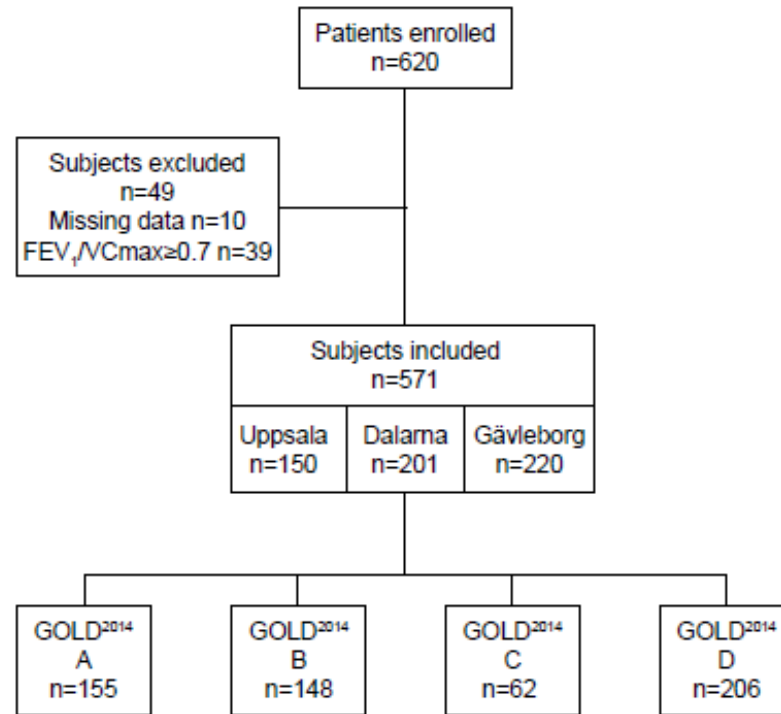 Patients enrolled
n=620
Subjects excluded
n=49
Missing data n=10
FEV₁/VCmax≥0.7 n=39
Subjects included
n=571
Uppsala
n=150
Dalarna
n=201
Gävleborg
n=220
GOLD²⁰¹⁴
A
n=155
GOLD²⁰¹⁴
B
n=148
GOLD²⁰¹⁴
C
n=62
GOLD²⁰¹⁴
D
n=206